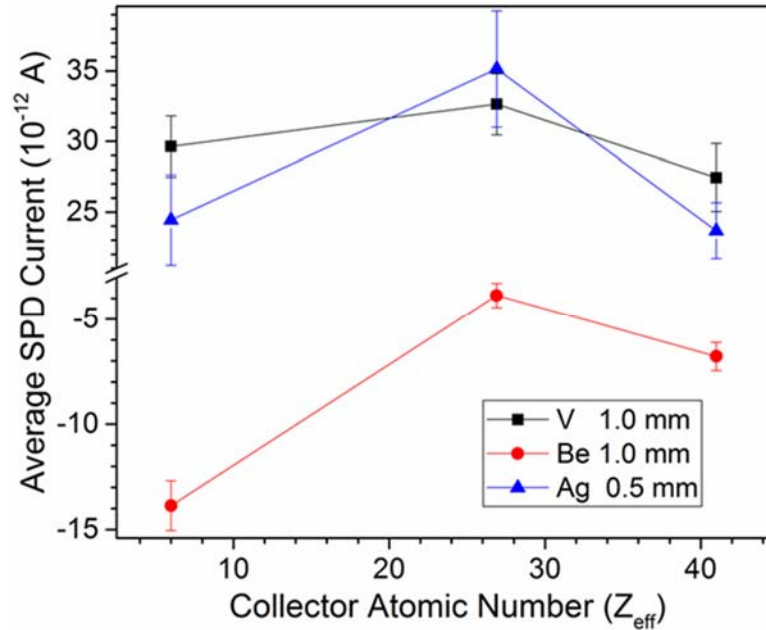 Average SPD Current (10⁻¹² A)
35
30
25
-5
-10
-15
10
20
30
40
Collector Atomic Number (Z_eff)
V 1.0 mm
Be 1.0 mm
Ag 0.5 mm